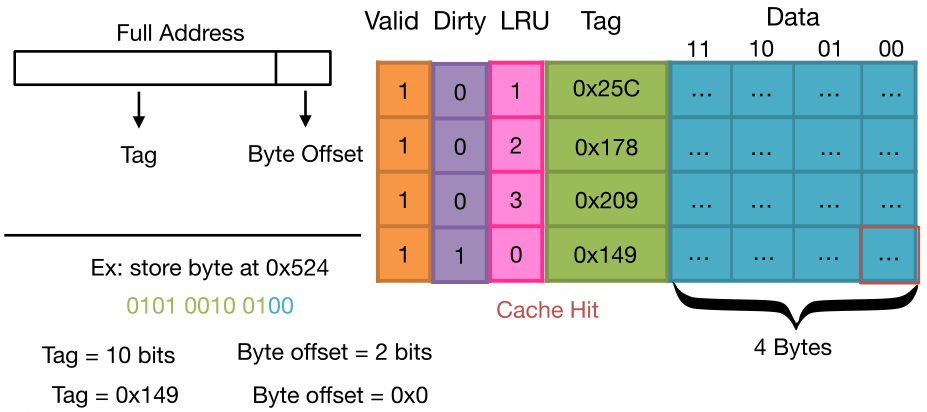 Full Address
Tag
Byte Offset
Ex: store byte at 0x524
0101 0010 0100
Tag = 10 bits
Byte offset = 2 bits
Tag = 0x149
Byte offset = 0x0
Valid Dirty LRU Tag Data
11 10 01 00
1 0 1 0x25C ... ... ... ...
1 0 2 0x178 ... ... ... ...
1 0 3 0x209 ... ... ... ...
1 1 0 0x149 ... ... ... ...
Cache Hit
4 Bytes